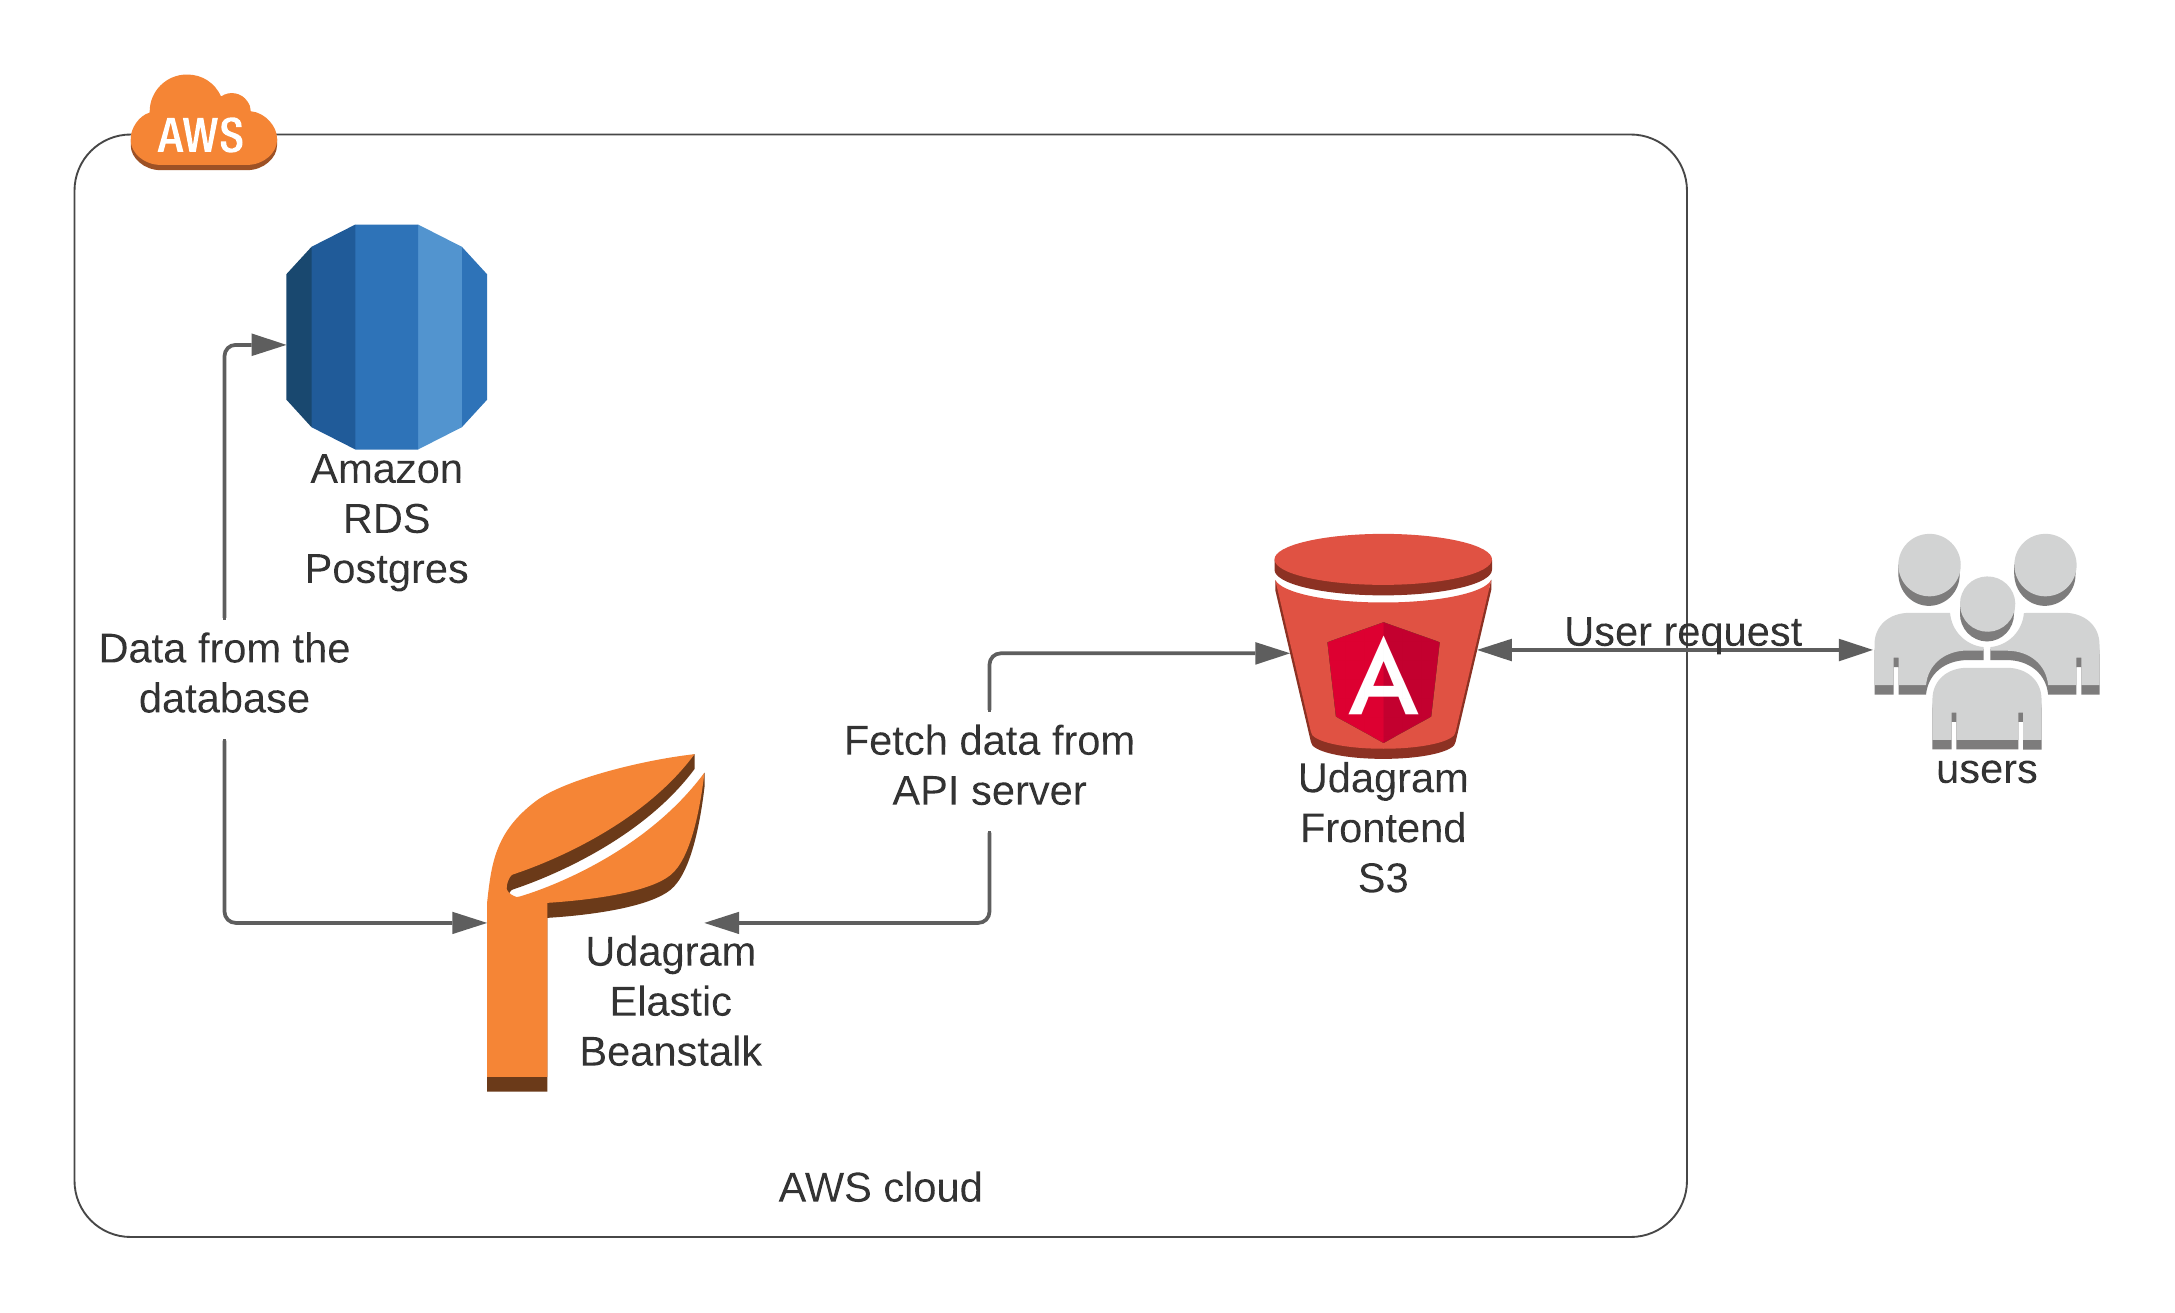 AWS
Amazon
RDS
Postgres
Data from the
database
Fetch data from
API server
Udagram
Elastic
Beanstalk
A
Udagram
Frontend
S3
User request
users
AWS cloud